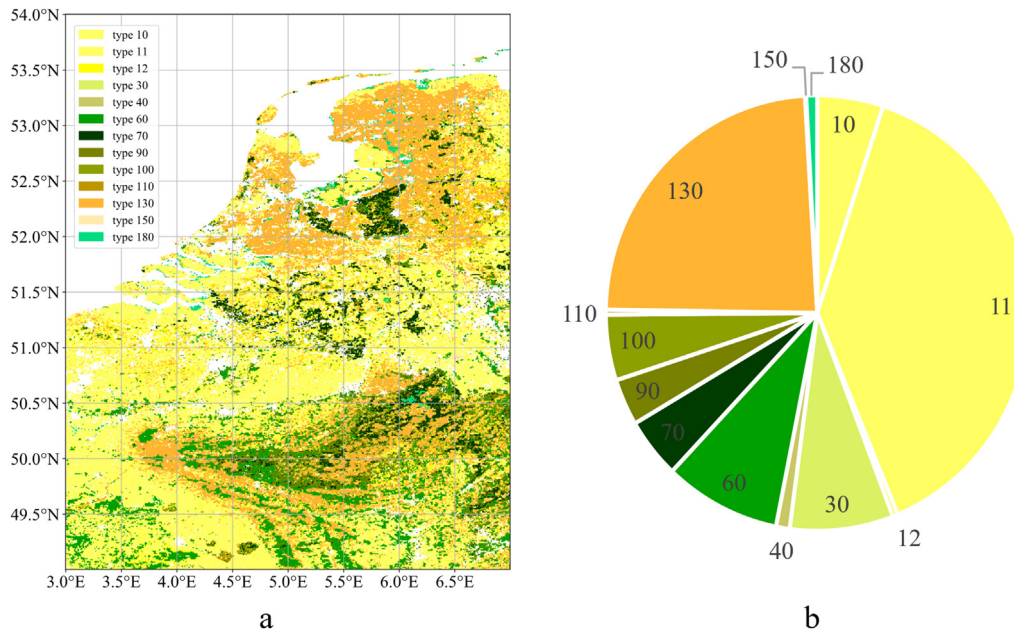 54.0°N
53.5°N
53.0°N
52.5°N
52.0°N
51.5°N
51.0°N
50.5°N
50.0°N
49.5°N
type 10
type 11
type 12
type 30
type 40
type 60
type 70
type 90
type 100
type 110
type 130
type 150
type 180
3.0°E 3.5°E 4.0°E 4.5°E 5.0°E 5.5°E 6.0°E 6.5°E
a
150 180
10
130
11
110
100
90
70
60
30
12
40
b